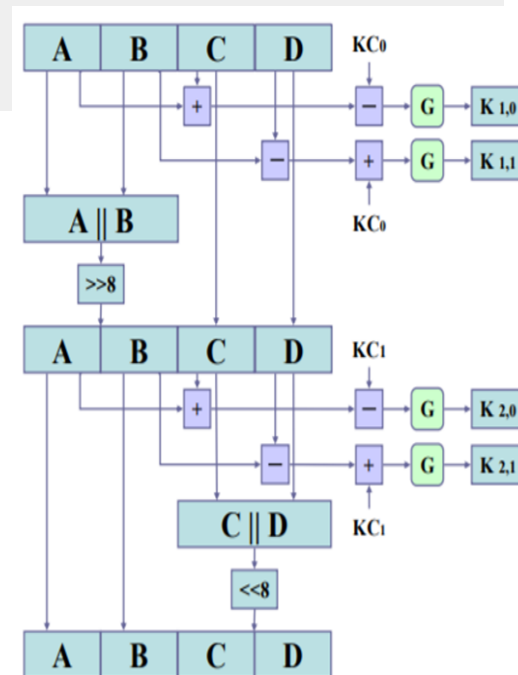 A B C D KC₀
+ − G K 1,0
− + G K 1,1
A || B KC₀
>>8
A B C D KC₁
+ − G K 2,0
− + G K 2,1
C || D KC₁
<<8
A B C D